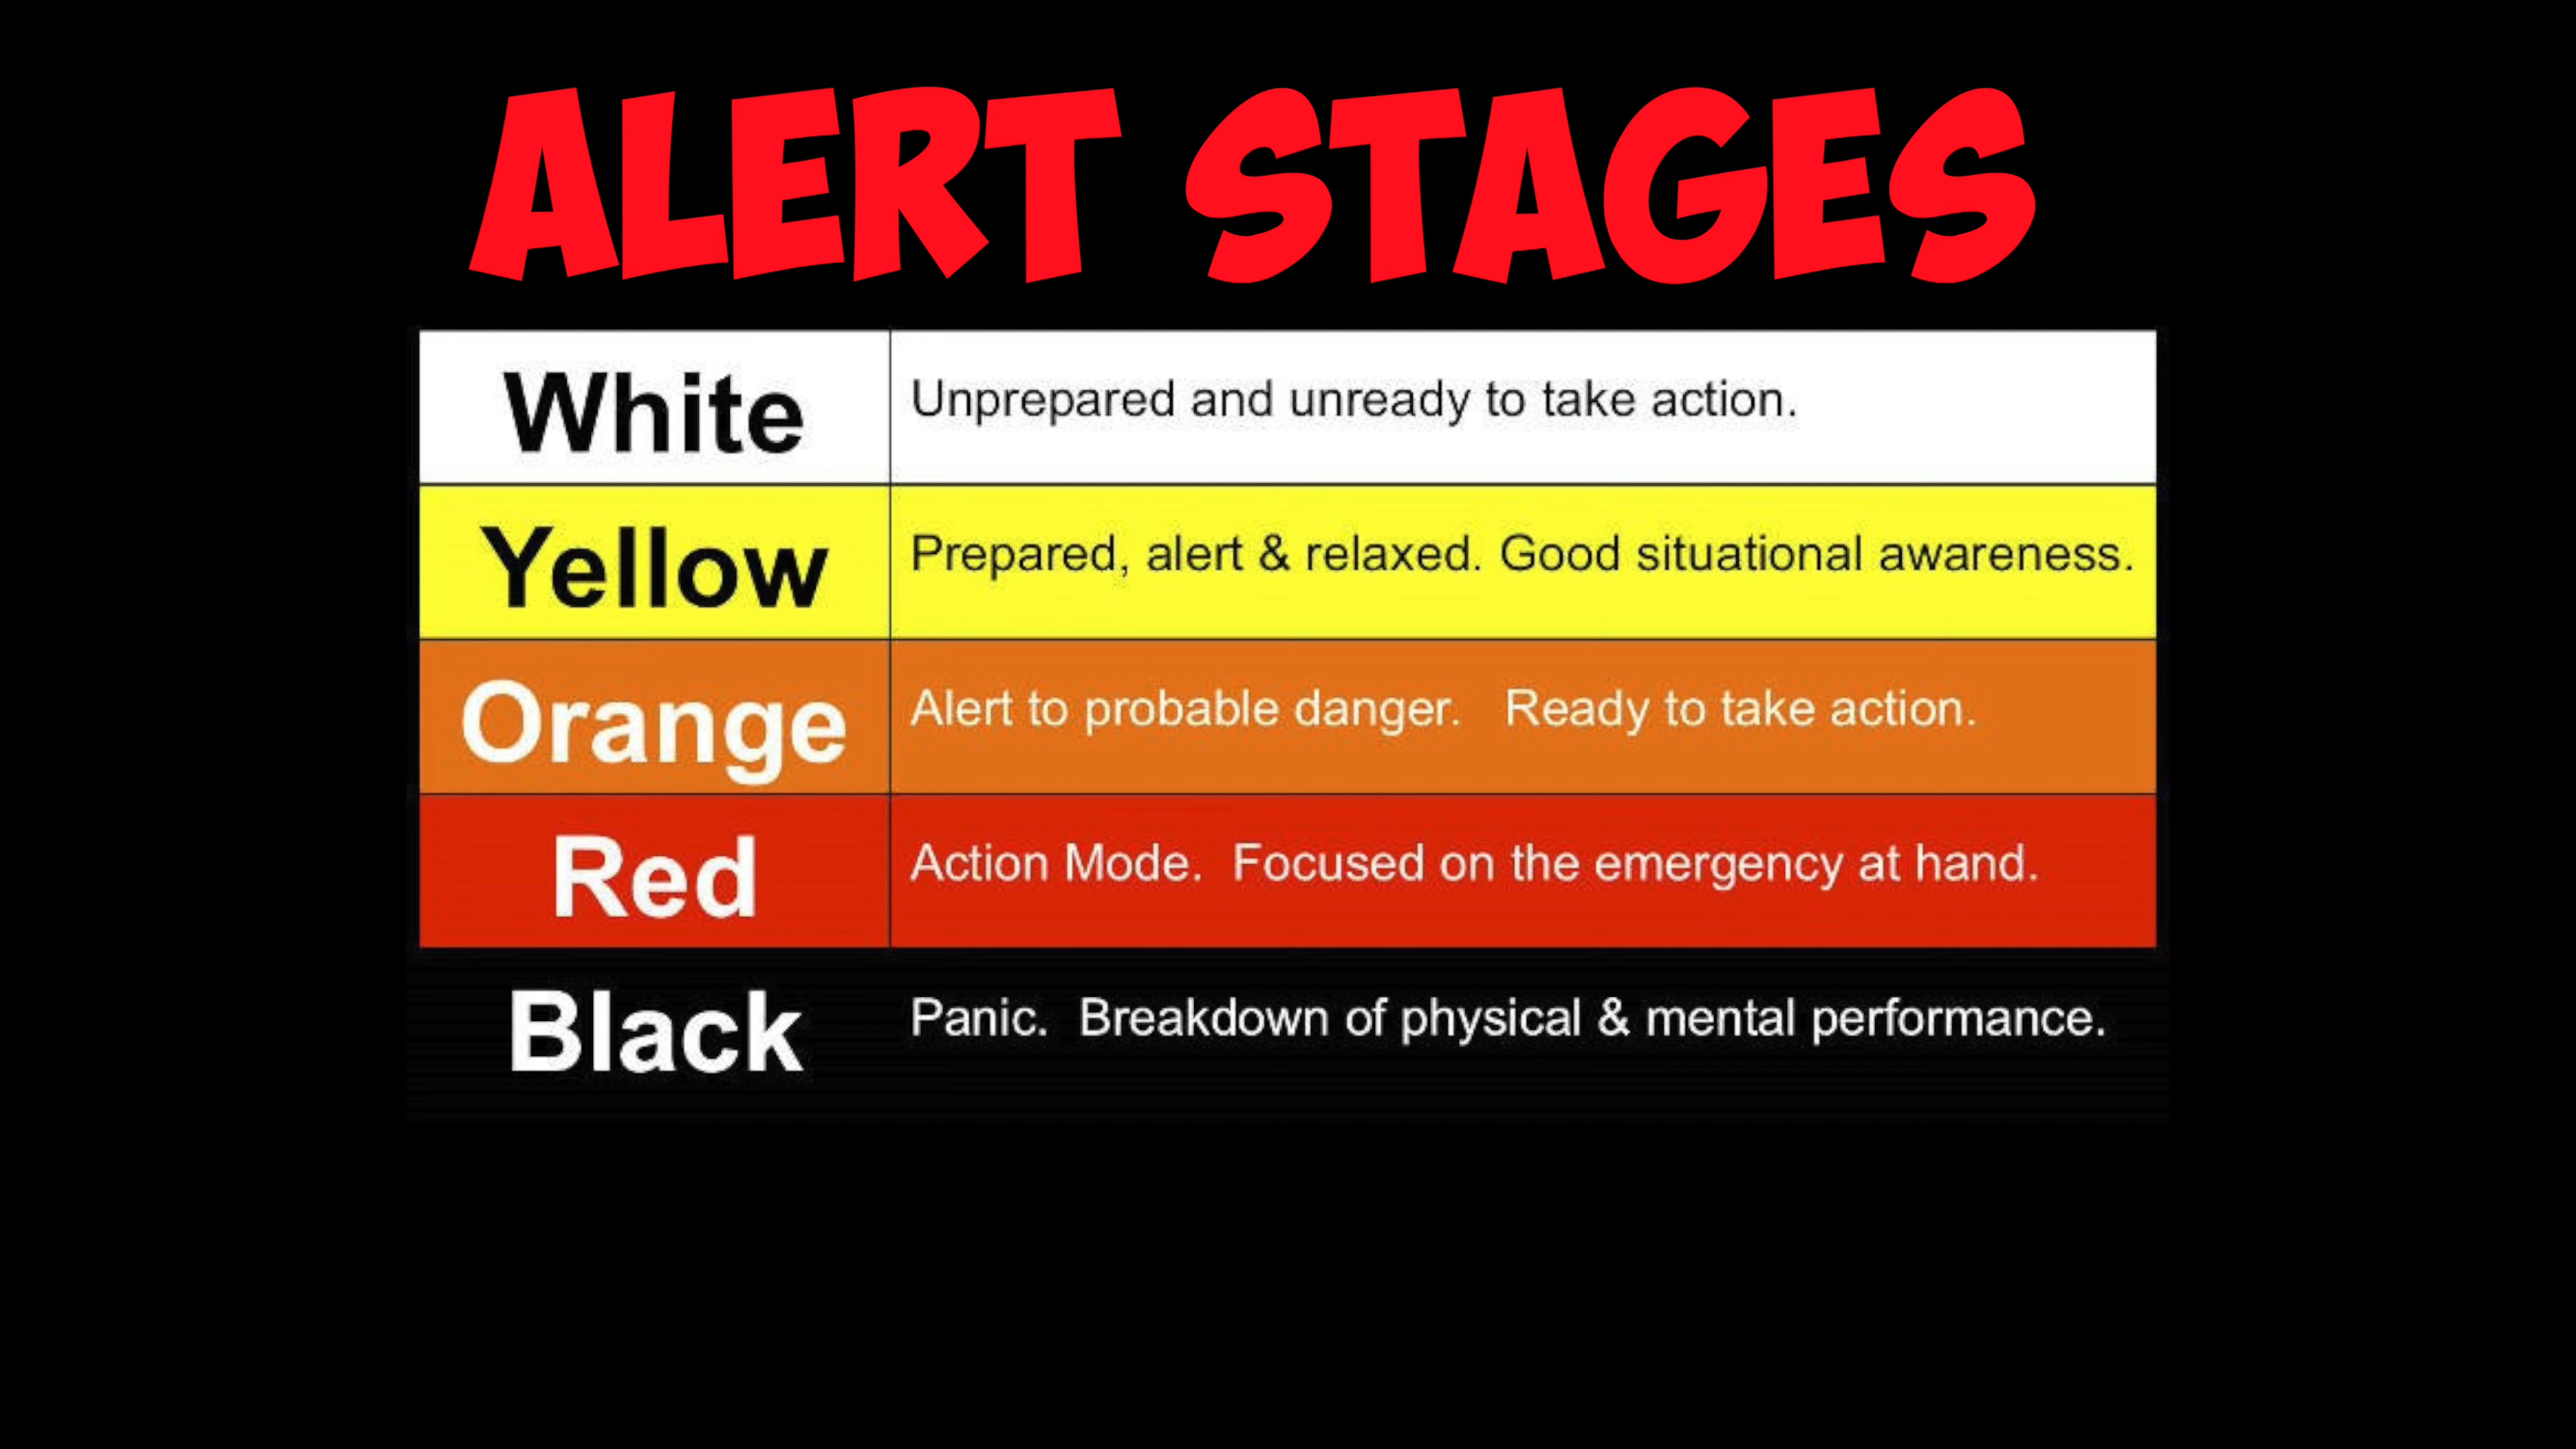 ALERT STAGES
White
Unprepared and unready to take action.
Yellow
Prepared, alert & relaxed. Good situational awareness.
Orange
Alert to probable danger. Ready to take action.
Red
Action Mode. Focused on the emergency at hand.
Black
Panic. Breakdown of physical & mental performance.